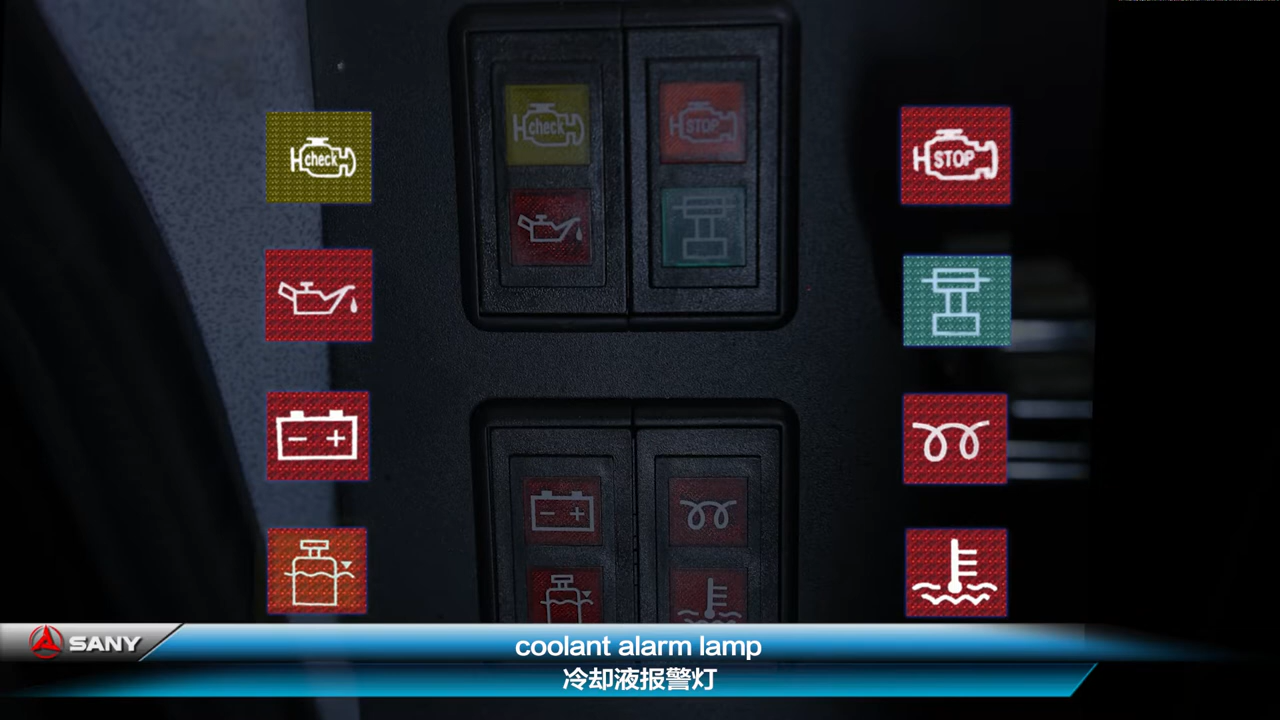 check
STOP
check
STOP
SANY
coolant alarm lamp
冷却液报警灯